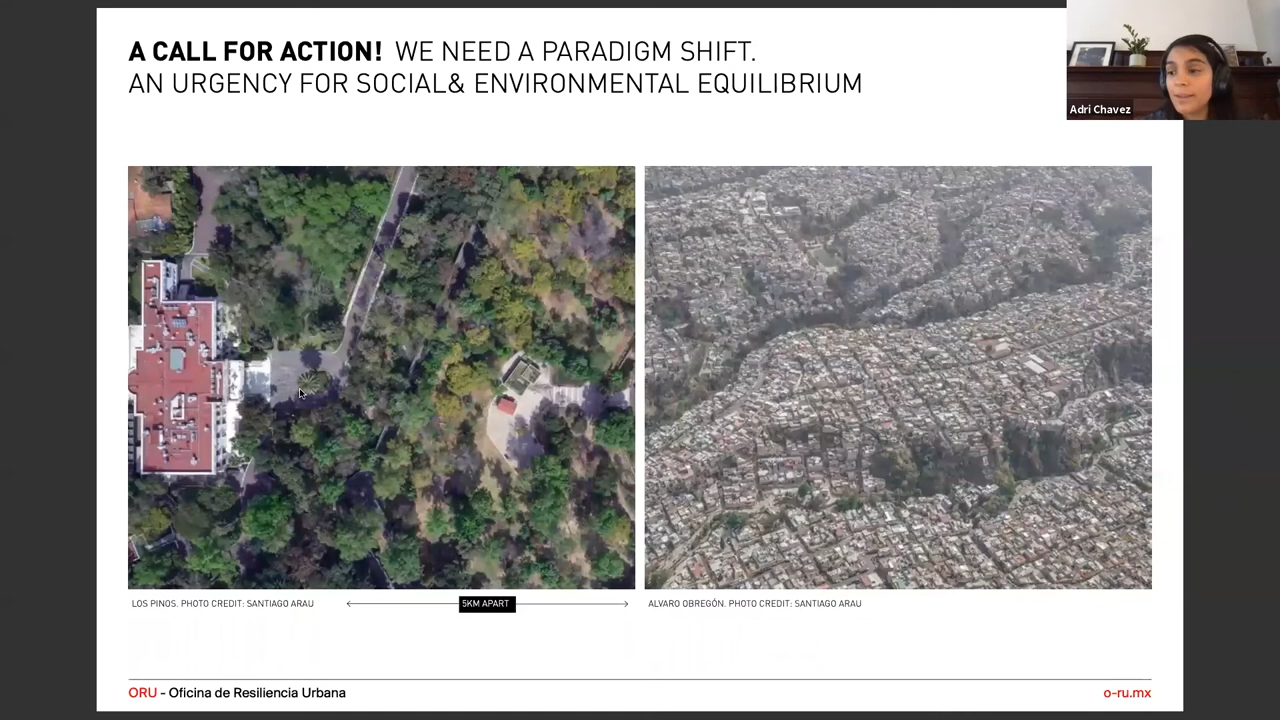 A CALL FOR ACTION! WE NEED A PARADIGM SHIFT.
AN URGENCY FOR SOCIAL& ENVIRONMENTAL EQUILIBRIUM
Adri Chavez
LOS PINOS. PHOTO CREDIT: SANTIAGO ARAU
5KM APART
ALVARO OBREGÓN. PHOTO CREDIT: SANTIAGO ARAU
ORU - Oficina de Resiliencia Urbana
o-ru.mx